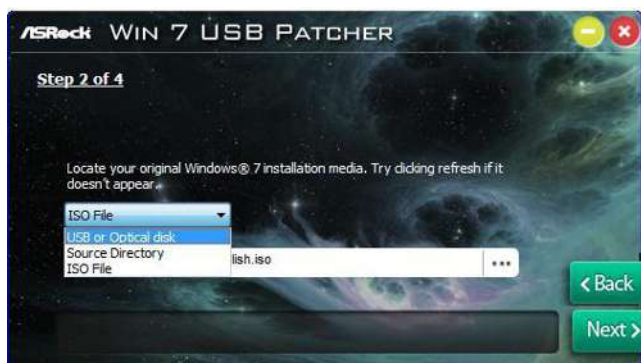 ASRock WIN 7 USB PATCHER
Step 2 of 4
Locate your original Windows® 7 installation media. Try clicking refresh if it
doesn't appear.
ISO File
USB or Optical disk
Source Directory
ISO File
lish.iso
...
< Back
Next >